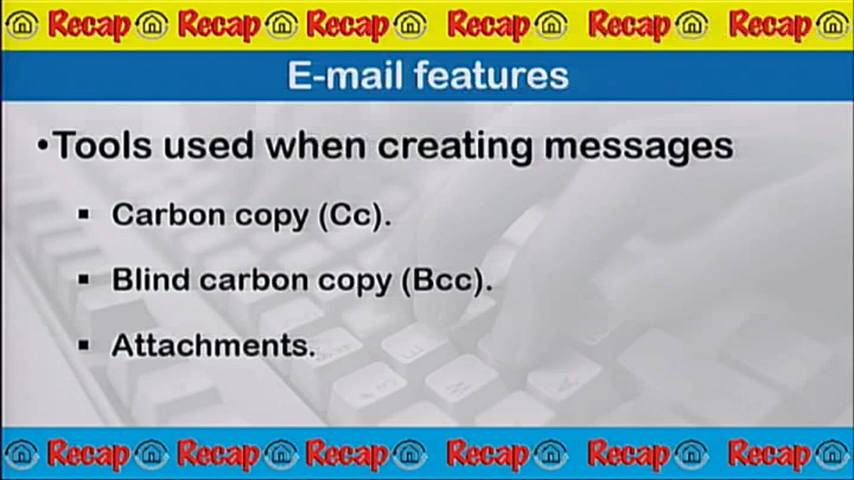 Recap Recap Recap Recap Recap Recap
E-mail features
•Tools used when creating messages
▪ Carbon copy (Cc).
▪ Blind carbon copy (Bcc).
▪ Attachments.
Recap Recap Recap Recap Recap Recap